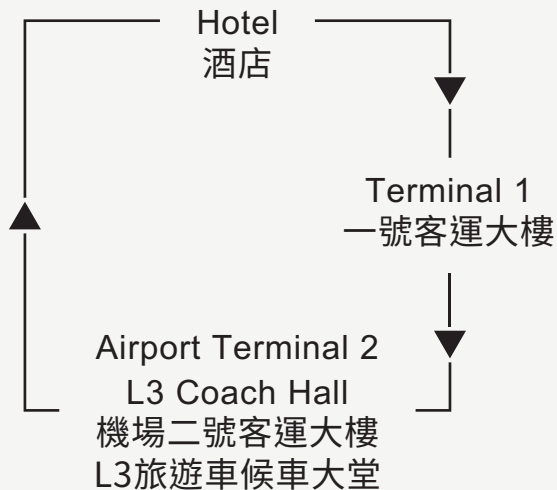 Hotel
酒店
Terminal 1
一號客運大樓
Airport Terminal 2
L3 Coach Hall
機場二號客運大樓
L3旅遊車候車大堂